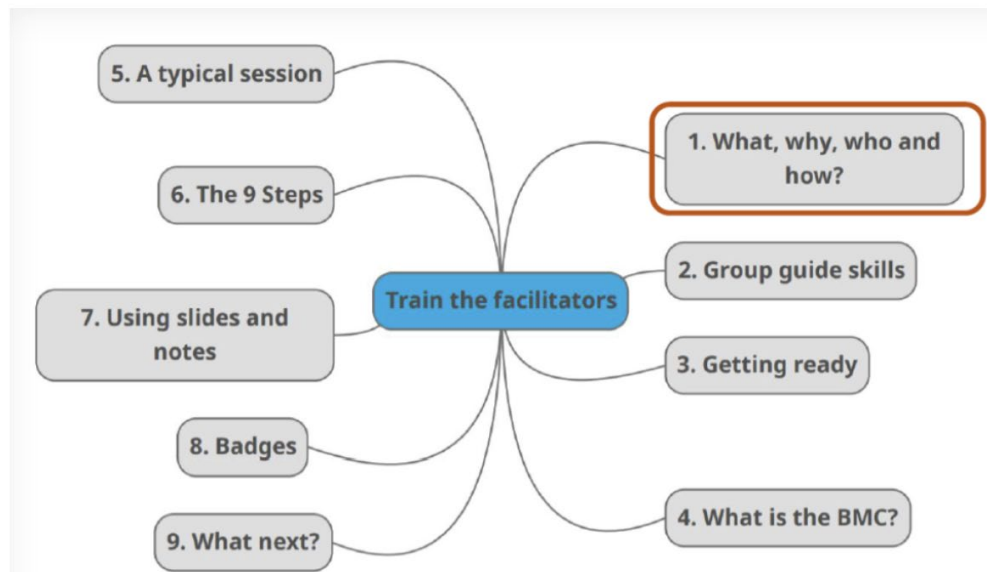 5. A typical session
1. What, why, who and
how?
6. The 9 Steps
2. Group guide skills
Train the facilitators
7. Using slides and
notes
3. Getting ready
8. Badges
4. What is the BMC?
9. What next?